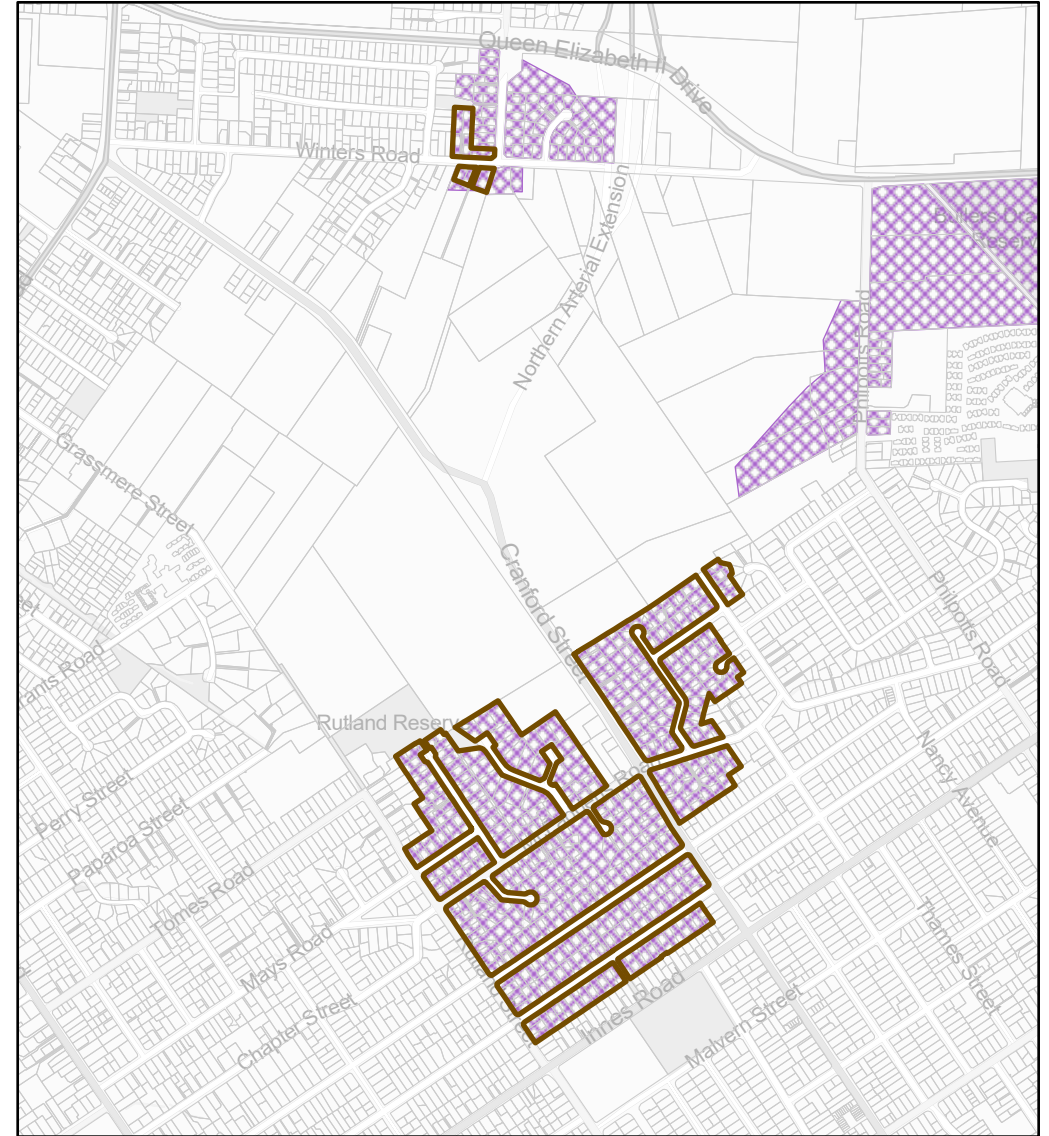 Queen Elizabeth II Drive
Winters Road
Northern Arterial Extension
Philpotts Road
Grassmere Street
Cranford Street
Philpotts Road
Rutland Reserve
Nancy Avenue
Perry Street
Paparoa Street
Tomes Road
Mays Road
Thames Street
Chapter Street
Innes Road
Malvern Street